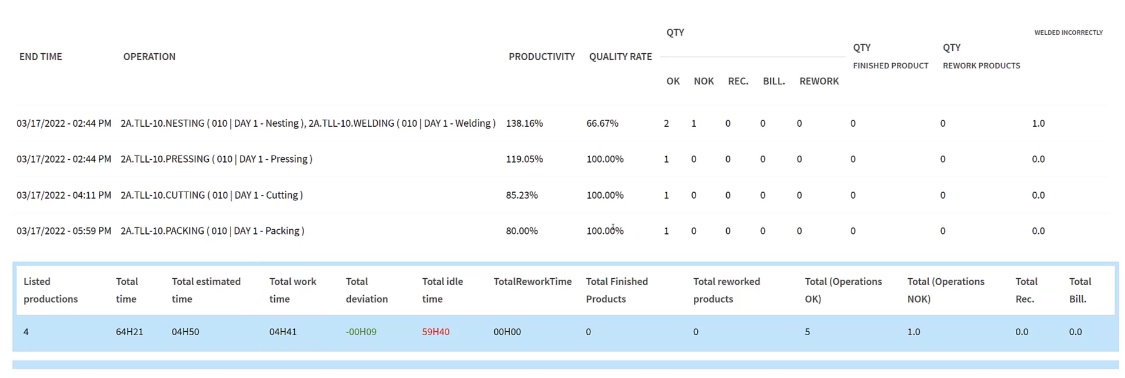 QTY
WELDED INCORRECTLY
END TIME OPERATION PRODUCTIVITY QUALITY RATE QTY QTY
FINISHED PRODUCT REWORK PRODUCTS
OK NOK REC. BILL. REWORK
03/17/2022 - 02:44 PM 2A.TLL-10.NESTING ( 010 | DAY 1 - Nesting ), 2A.TLL-10.WELDING ( 010 | DAY 1 - Welding ) 138.16% 66.67% 2 1 0 0 0 0 0 1.0
03/17/2022 - 02:44 PM 2A.TLL-10.PRESSING ( 010 | DAY 1 - Pressing ) 119.05% 100.00% 1 0 0 0 0 0 0 0.0
03/17/2022 - 04:11 PM 2A.TLL-10.CUTTING ( 010 | DAY 1 - Cutting ) 85.23% 100.00% 1 0 0 0 0 0 0 0.0
03/17/2022 - 05:59 PM 2A.TLL-10.PACKING ( 010 | DAY 1 - Packing ) 80.00% 100.00% 1 0 0 0 0 0 0 0.0
Listed Total Total estimated Total work Total Total idle TotalReworkTime Total Finished Total reworked Total (Operations Total (Operations Total Total
productions time time time deviation time Products products OK) NOK) Rec. Bill.
4 64H21 04H50 04H41 -00H09 59H40 00H00 0 0 5 1.0 0.0 0.0